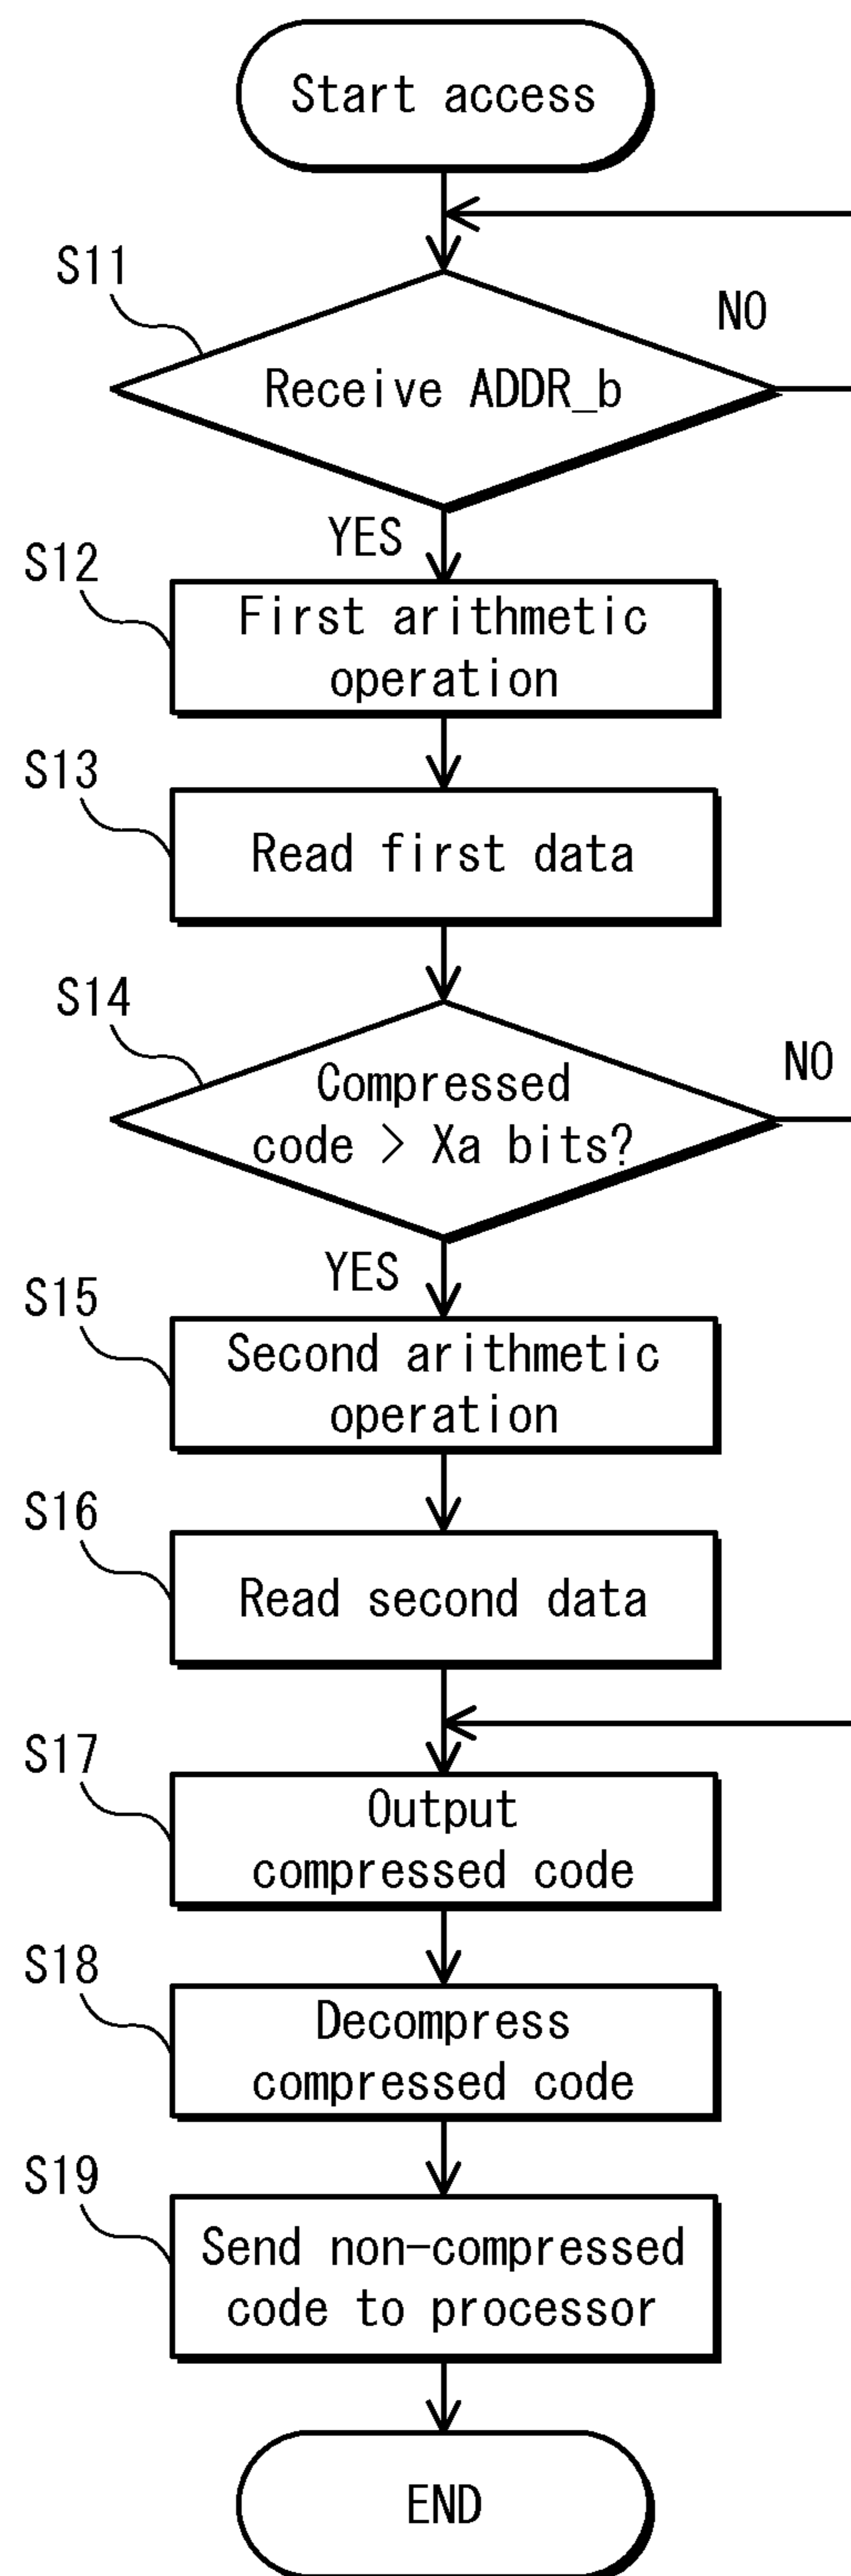 Start access
S11
NO
Receive ADDR_b
YES
S12
First arithmetic
operation
S13
Read first data
S14
NO
Compressed
code > Xa bits?
YES
S15
Second arithmetic
operation
S16
Read second data
S17
Output
compressed code
S18
Decompress
compressed code
S19
Send non-compressed
code to processor
END